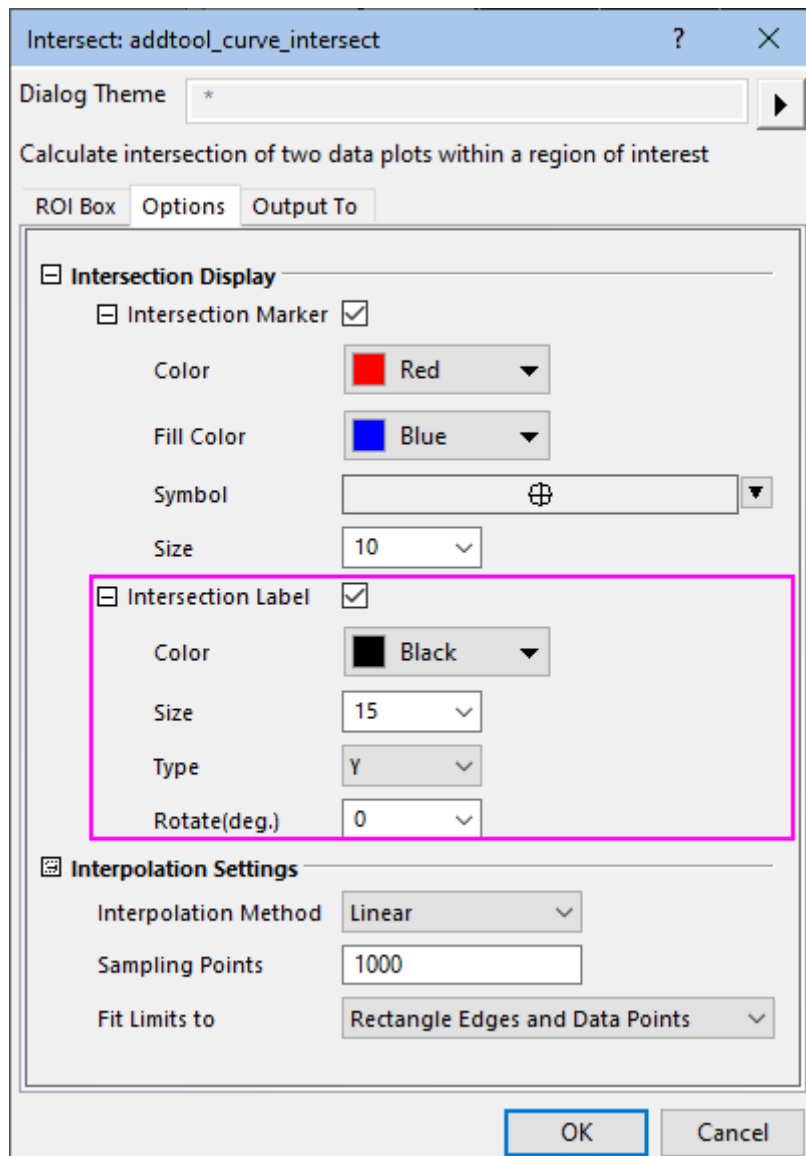 Intersect: addtool_curve_intersect ?
Dialog Theme *
Calculate intersection of two data plots within a region of interest
ROI Box Options Output To
Intersection Display
Intersection Marker
Color Red
Fill Color Blue
Symbol
Size 10
Intersection Label
Color Black
Size 15
Type Y
Rotate(deg.) 0
Interpolation Settings
Interpolation Method Linear
Sampling Points 1000
Fit Limits to Rectangle Edges and Data Points
OK Cancel